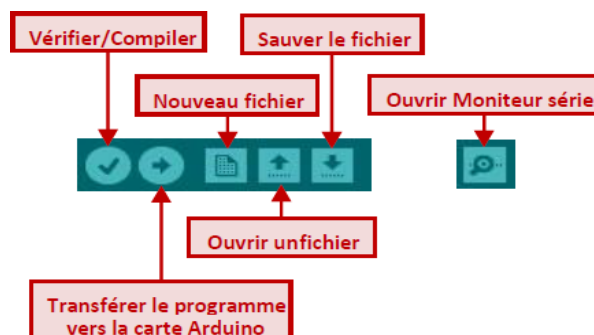 Vérifier/Compiler
Sauver le fichier
Nouveau fichier
Ouvrir Moniteur série
Ouvrir unfichier
Transférer le programme
vers la carte Arduino